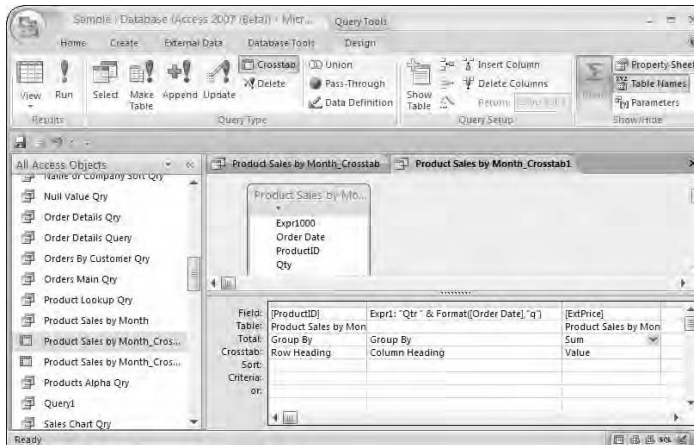 Sample : Database (Access 2007 (Beta)) - Micr... Query Tools
Home Create External Data Database Tools Design
View Run Select Make Table Append Update
Crosstab
Delete
Union
Pass-Through
Data Definition
Show Table
Insert Column
Delete Columns
Return:
Property Sheet
Table Names
Parameters
Results Query Type Query Setup Show/Hide
All Access Objects
Name or Company Sort Qry
Null Value Qry
Order Details Qry
Order Details Query
Orders By Customer Qry
Orders Main Qry
Product Lookup Qry
Product Sales by Month
Product Sales by Month_Cros...
Product Sales by Month_Cros...
Products Alpha Qry
Query1
Sales Chart Qry
Product Sales by Month_Crosstab Product Sales by Month_Crosstab1
Product Sales by Mo...
*
Expr1000
Order Date
ProductID
Qty
Field: [ProductID] Expr1: "Qtr " & Format([Order Date],"q") [ExtPrice]
Table: Product Sales by Mon Product Sales by Mon
Total: Group By Group By Sum
Crosstab: Row Heading Column Heading Value
Sort:
Criteria:
or:
Ready SQL